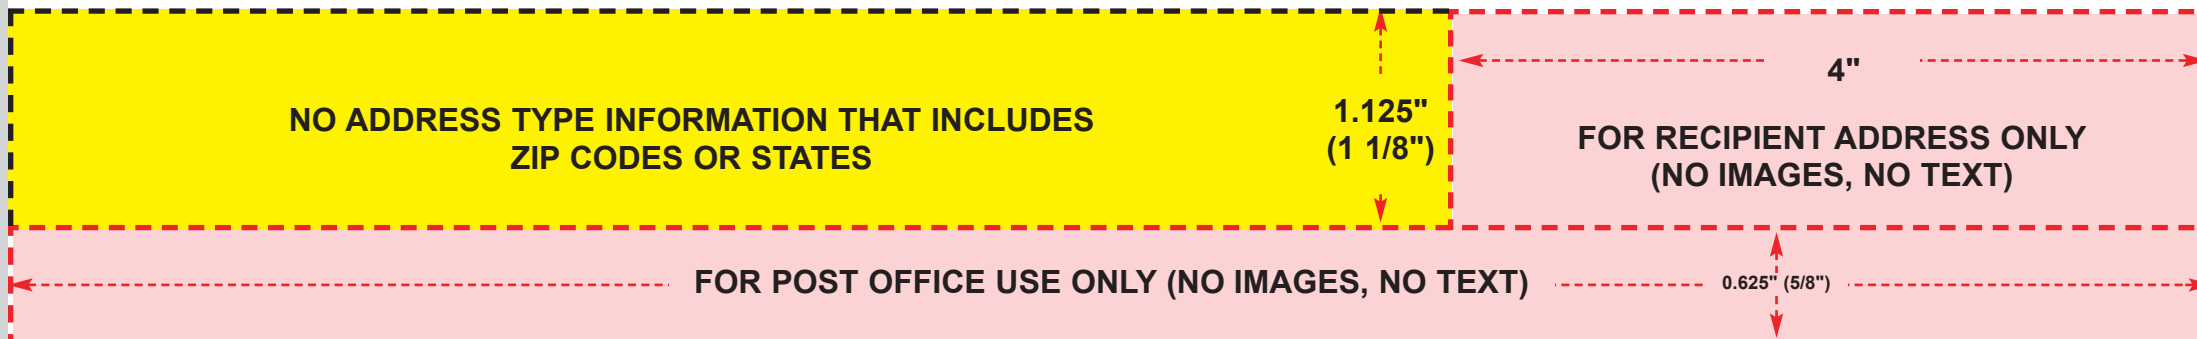 NO ADDRESS TYPE INFORMATION THAT INCLUDES
ZIP CODES OR STATES
1.125"
(1 1/8")
4"
FOR RECIPIENT ADDRESS ONLY
(NO IMAGES, NO TEXT)
FOR POST OFFICE USE ONLY (NO IMAGES, NO TEXT)
0.625" (5/8")